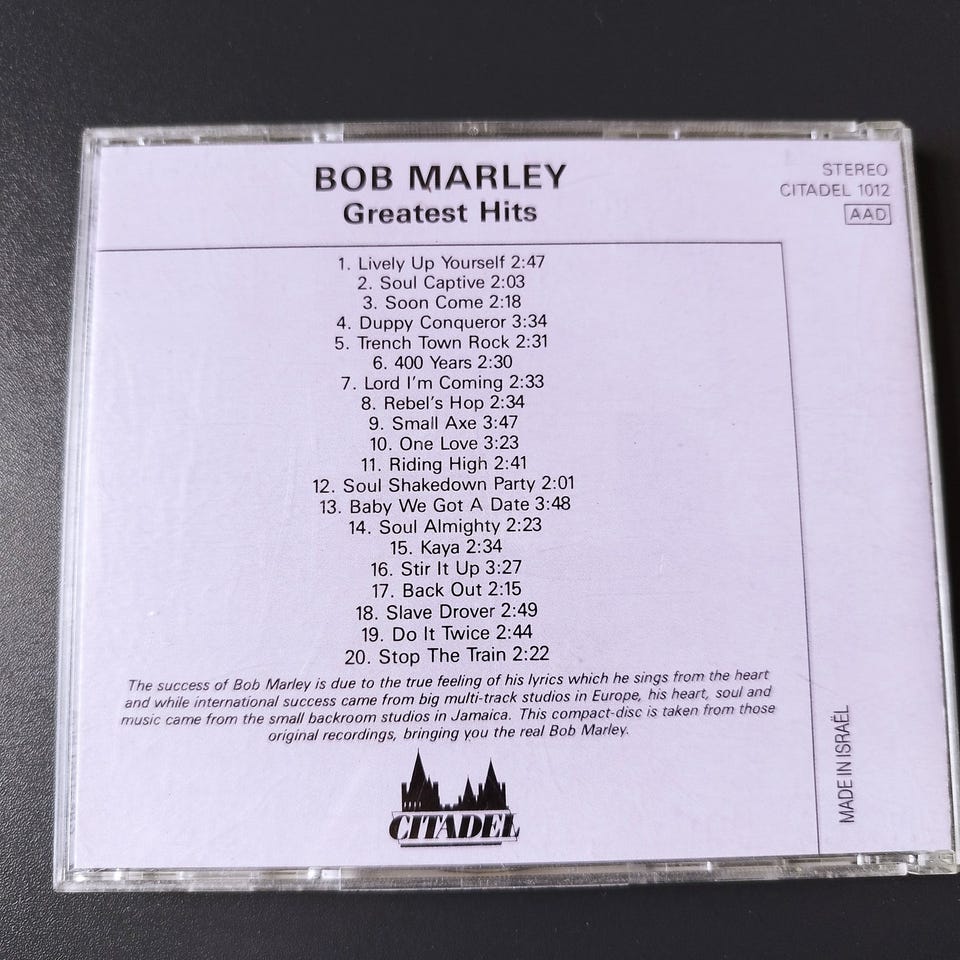 BOB MARLEY
Greatest Hits
STEREO
CITADEL 1012
AAD
1. Lively Up Yourself 2:47
2. Soul Captive 2:03
3. Soon Come 2:18
4. Duppy Conqueror 3:34
5. Trench Town Rock 2:31
6. 400 Years 2:30
7. Lord I'm Coming 2:33
8. Rebel's Hop 2:34
9. Small Axe 3:47
10. One Love 3:23
11. Riding High 2:41
12. Soul Shakedown Party 2:01
13. Baby We Got A Date 3:48
14. Soul Almighty 2:23
15. Kaya 2:34
16. Stir It Up 3:27
17. Back Out 2:15
18. Slave Drover 2:49
19. Do It Twice 2:44
20. Stop The Train 2:22
The success of Bob Marley is due to the true feeling of his lyrics which he sings from the heart
and while international success came from big multi-track studios in Europe, his heart, soul and
music came from the small backroom studios in Jamaica. This compact-disc is taken from those
original recordings, bringing you the real Bob Marley.
CITADEL
MADE IN ISRAËL